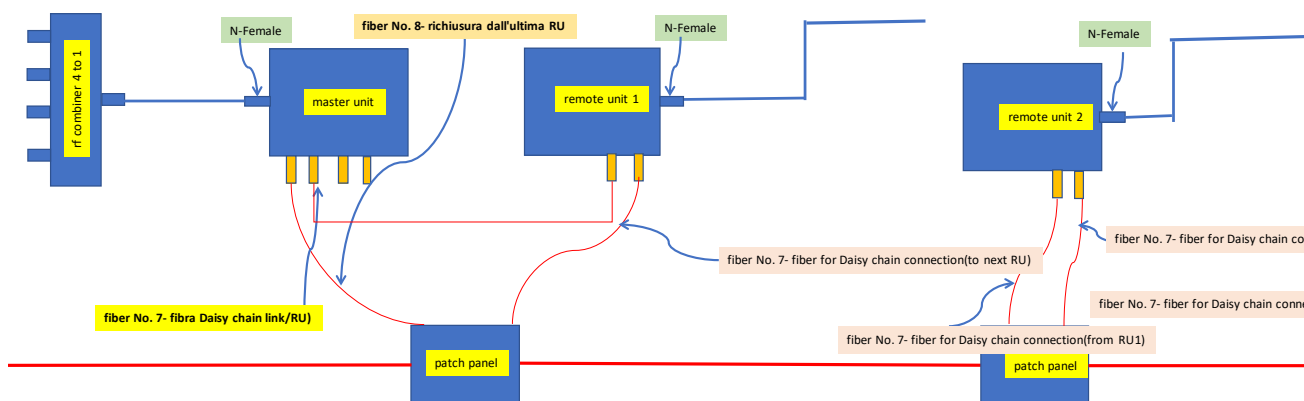 fiber No. 8- richiusura dall'ultima RU
N-Female
N-Female
N-Female
rf combiner 4 to 1
master unit
remote unit 1
remote unit 2
fiber No. 7- fiber for Daisy chain co
fiber No. 7- fiber for Daisy chain connection(to next RU)
fiber No. 7- fiber for Daisy chain conne
fiber No. 7- fibra Daisy chain link/RU)
fiber No. 7- fiber for Daisy chain connection(from RU1)
patch panel
patch panel